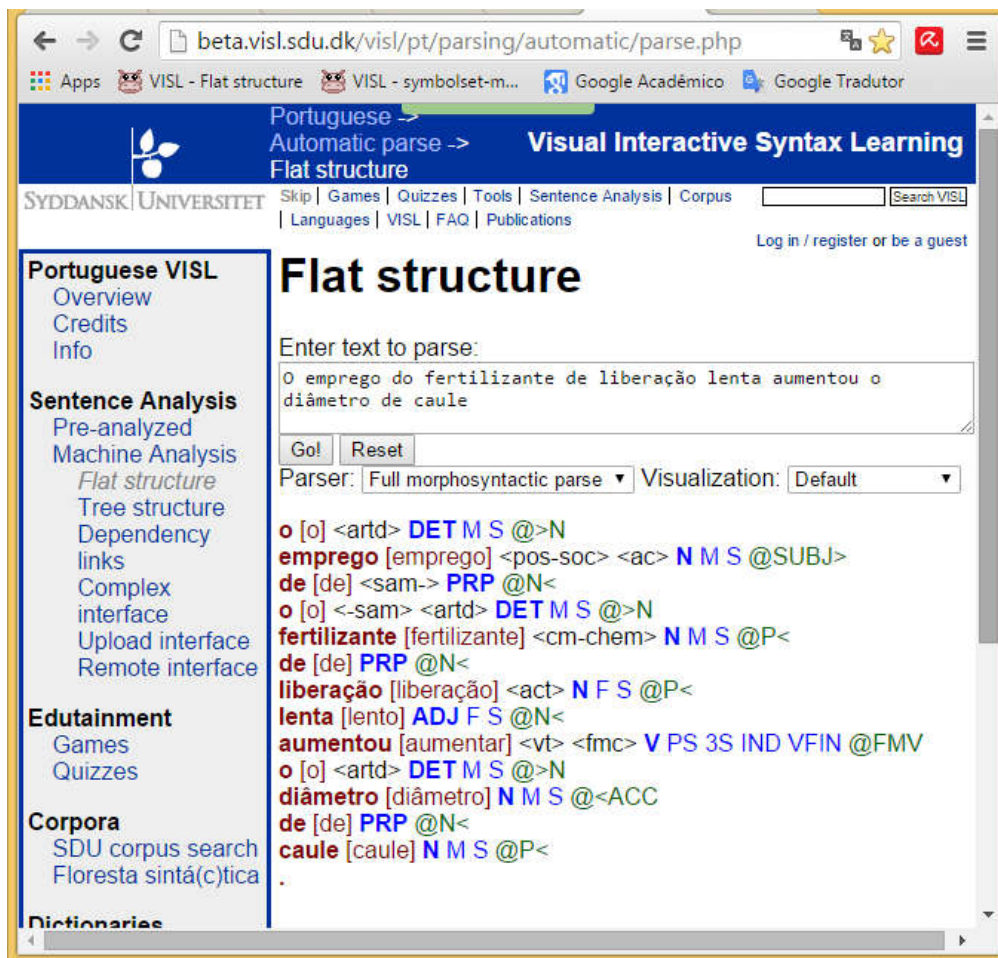 beta.visl.sdu.dk/visl/pt/parsing/automatic/parse.php
Apps VISL - Flat structure VISL - symbolset-m... Google Acadêmico Google Tradutor
Portuguese ->
Automatic parse -> Visual Interactive Syntax Learning
Flat structure
SYDDANSK UNIVERSITET
Skip | Games | Quizzes | Tools | Sentence Analysis | Corpus
| Languages | VISL | FAQ | Publications
Search VISL
Log in / register or be a guest
Portuguese VISL
Overview
Credits
Info
Sentence Analysis
Pre-analyzed
Machine Analysis
Flat structure
Tree structure
Dependency
links
Complex
interface
Upload interface
Remote interface
Edutainment
Games
Quizzes
Corpora
SDU corpus search
Floresta sintá(c)tica
Dictionaries
Flat structure
Enter text to parse:
O emprego do fertilizante de liberação lenta aumentou o
diâmetro de caule
Go! Reset
Parser: Full morphosyntactic parse Visualization: Default
o [o] <artd> DET M S @>N
emprego [emprego] <pos-soc> <ac> N M S @SUBJ>
de [de] <sam-> PRP @N<
o [o] <-sam> <artd> DET M S @>N
fertilizante [fertilizante] <cm-chem> N M S @P<
de [de] PRP @N<
liberação [liberação] <act> N F S @P<
lenta [lento] ADJ F S @N<
aumentou [aumentar] <vt> <fmc> V PS 3S IND VFIN @FMV
o [o] <artd> DET M S @>N
diâmetro [diâmetro] N M S @<ACC
de [de] PRP @N<
caule [caule] N M S @P<
.